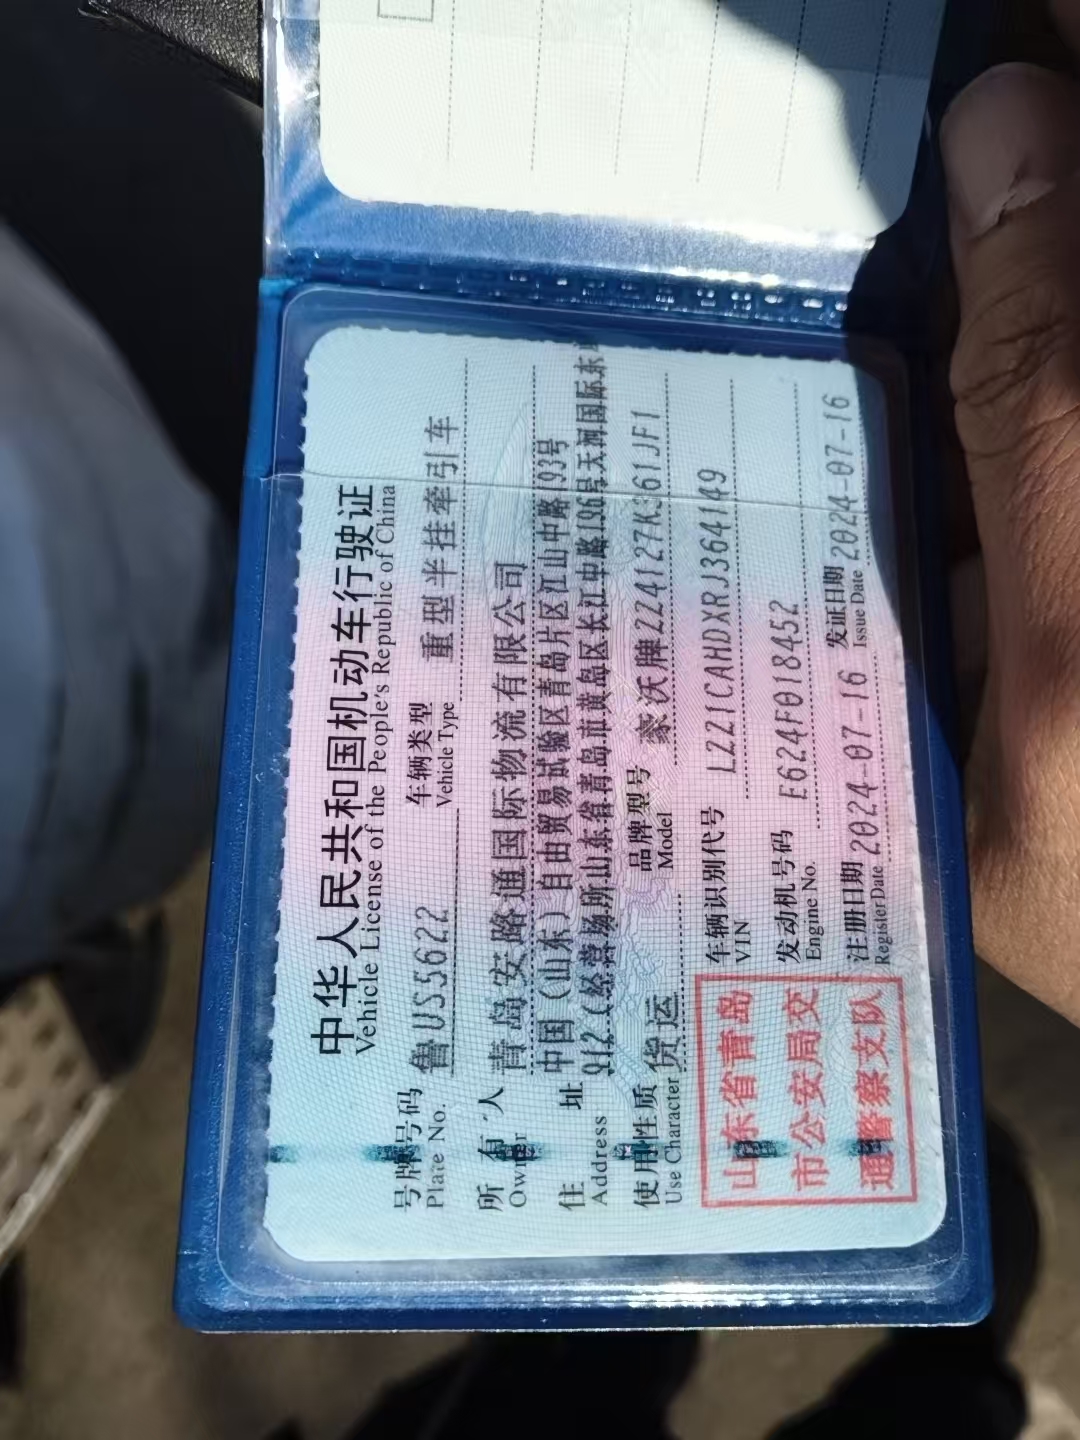 中华人民共和国机动车行驶证
Vehicle License of the People's Republic of China
号牌号码 鲁US5622 车辆类型 重型半挂牵引车
Plate No. Vehicle Type
所有人 青岛安路通国际物流有限公司
Owner
住址 中国（山东）自由贸易试验区青岛片区江山中路193号
Address 912（经营场所山东省青岛市黄岛区长江中路196号天河国际东
使用性质 货运 品牌型号 豪沃牌ZZ4127K361JF1
Use Character Model
车辆识别代号 LZZ1CAHDXRJ364149
VIN
发动机号码 E624F018452
Engine No.
注册日期 2024-07-16 发证日期 2024-07-16
Register Date Issue Date
山东省青岛
市公安局交
通警察支队